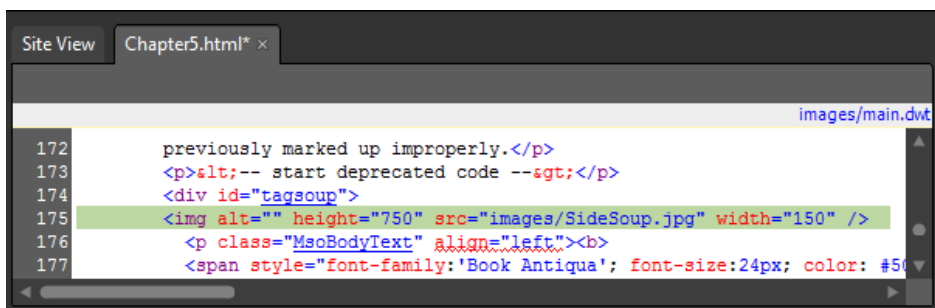 Site View Chapter5.html* ×
images/main.dwt
172 previously marked up improperly.</p>
173 <p>&lt;-- start deprecated code --&gt;</p>
174 <div id="tagsoup">
175 <img alt="" height="750" src="images/SideSoup.jpg" width="150" />
176 <p class="MsoBodyText" align="left"><b>
177 <span style="font-family:'Book Antiqua'; font-size:24px; color: #50